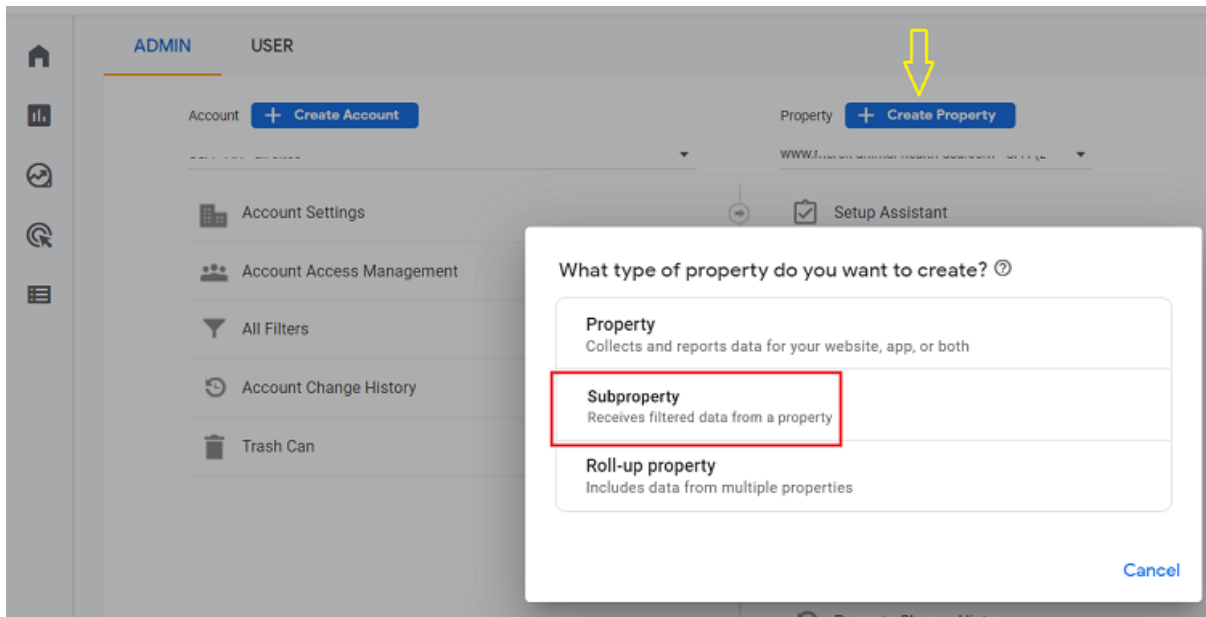 ADMIN USER
Account + Create Account Property + Create Property
Account Settings Setup Assistant
Account Access Management
All Filters
Account Change History
Trash Can
What type of property do you want to create?
Property
Collects and reports data for your website, app, or both
Subproperty
Receives filtered data from a property
Roll-up property
Includes data from multiple properties
Cancel